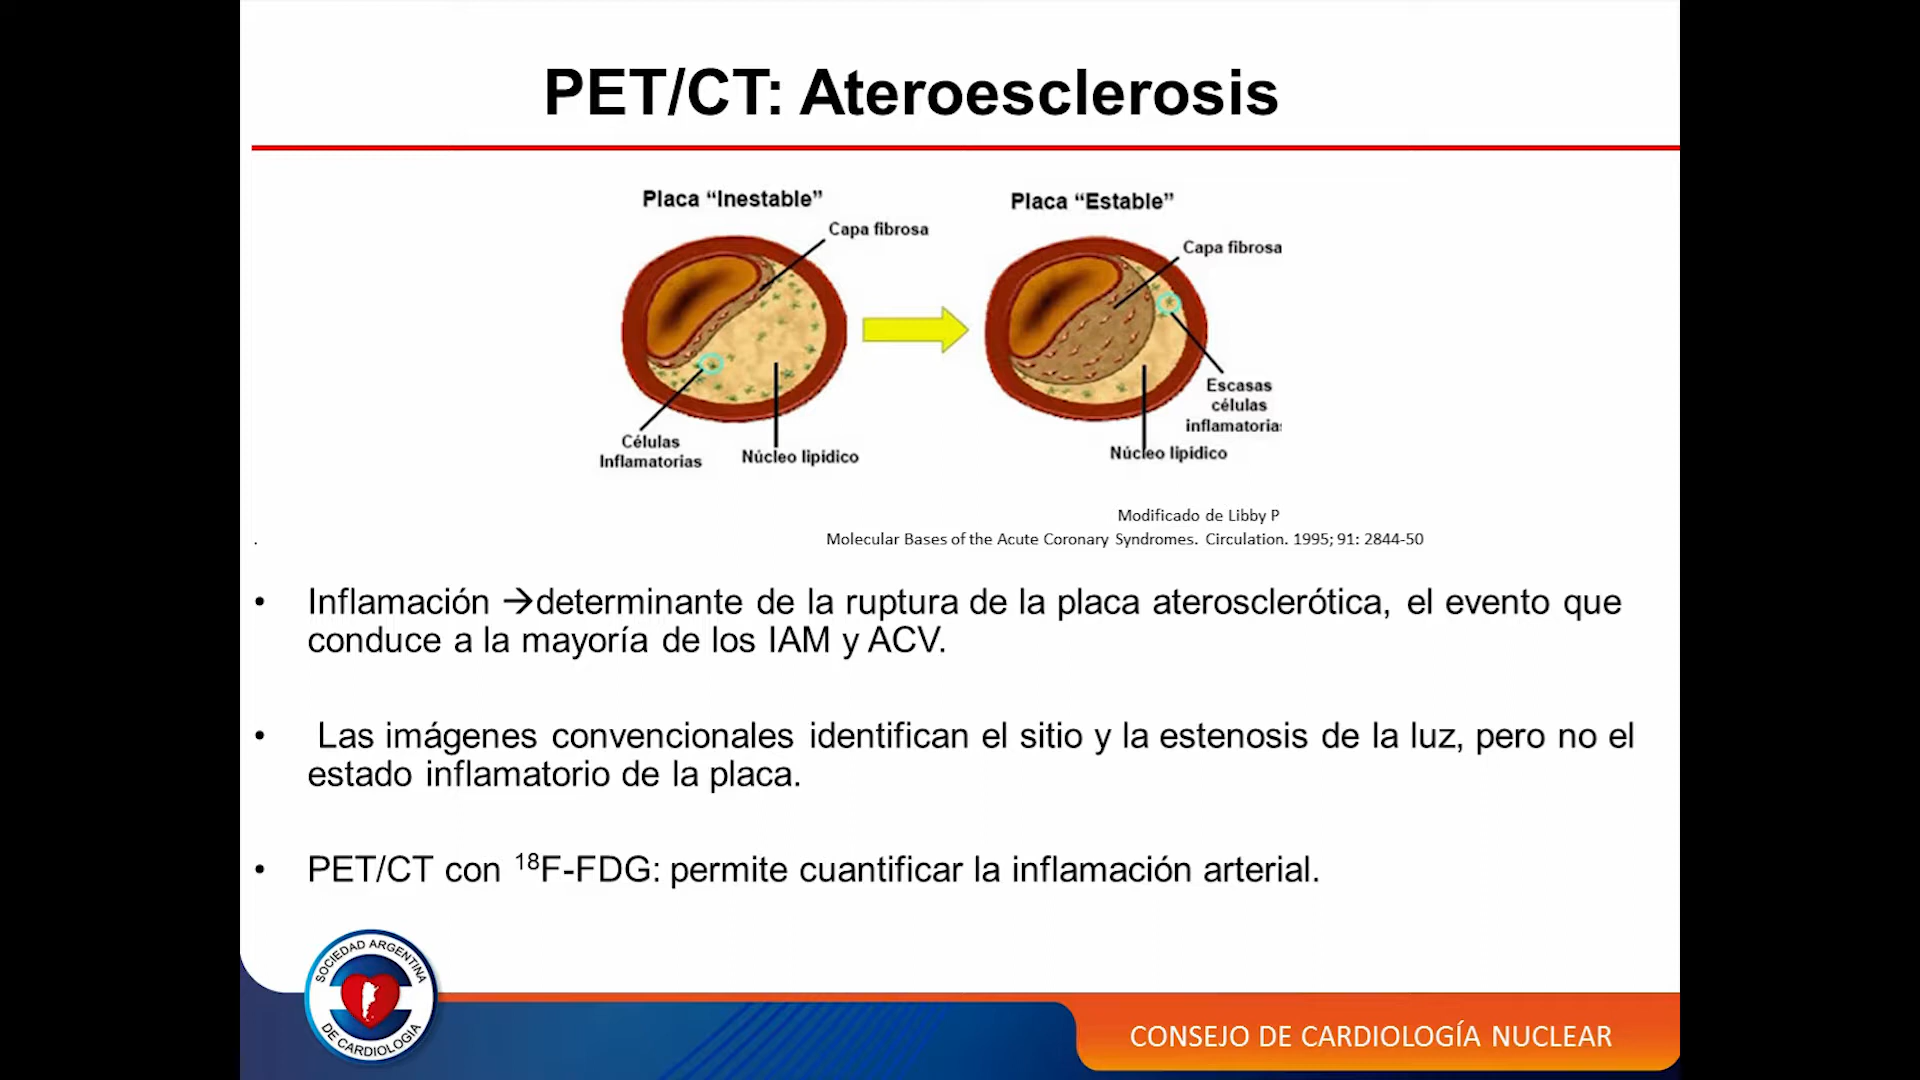 PET/CT: Ateroesclerosis
Placa “Inestable”
Capa fibrosa
Células
Inflamatorias
Núcleo lipídico
Placa “Estable”
Capa fibrosa
Escasas
células
inflamatorias
Núcleo lipídico
Modificado de Libby P
. Molecular Bases of the Acute Coronary Syndromes. Circulation. 1995; 91: 2844-50
• Inflamación →determinante de la ruptura de la placa aterosclerótica, el evento que
conduce a la mayoría de los IAM y ACV.
• Las imágenes convencionales identifican el sitio y la estenosis de la luz, pero no el
estado inflamatorio de la placa.
• PET/CT con ¹⁸F-FDG: permite cuantificar la inflamación arterial.
SOCIEDAD ARGENTINA
DE CARDIOLOGÍA
CONSEJO DE CARDIOLOGÍA NUCLEAR